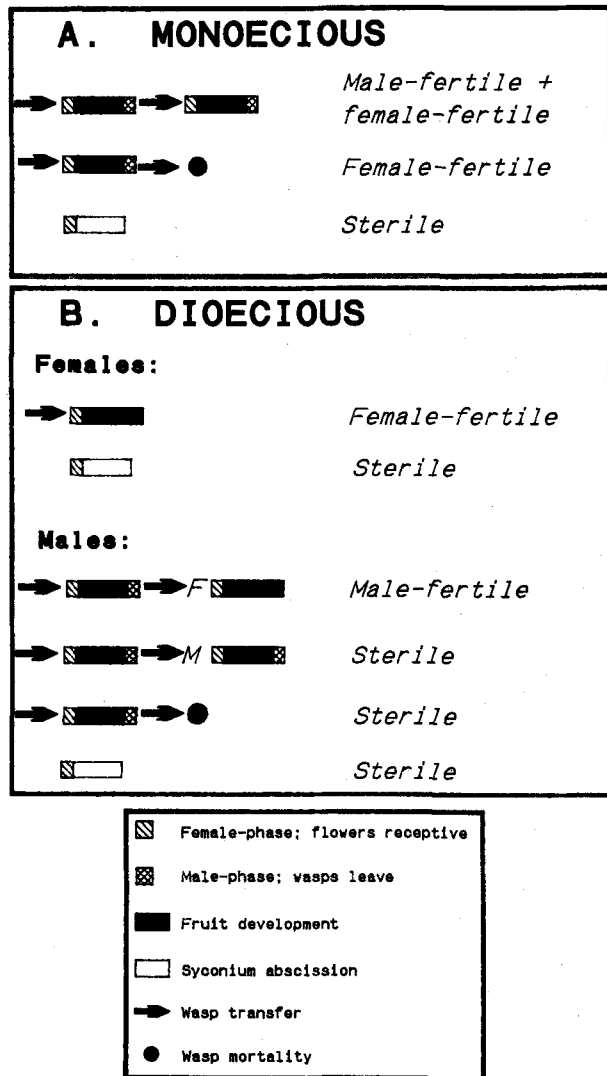 A. MONOECIOUS
Male-fertile +
female-fertile
Female-fertile
Sterile
B. DIOECIOUS
Females:
Female-fertile
Sterile
Males:
F
Male-fertile
M
Sterile
Sterile
Sterile
Female-phase; flowers receptive
Male-phase; wasps leave
Fruit development
Syconium abscission
Wasp transfer
Wasp mortality